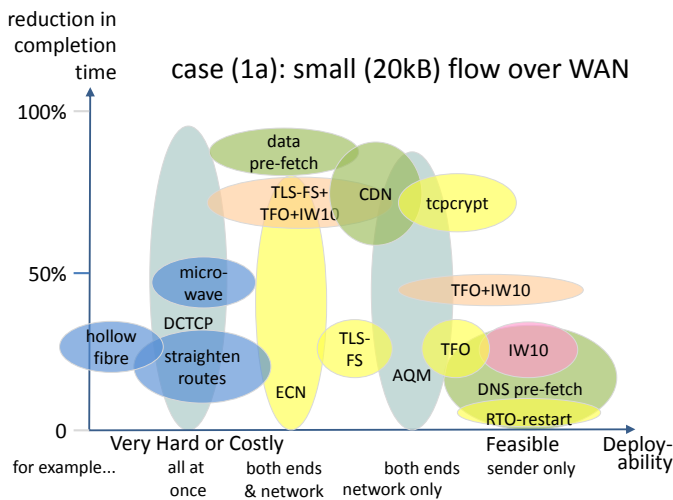 reduction in
completion
time
case (1a): small (20kB) flow over WAN
100%
data
pre-fetch
TLS-FS+
TFO+IW10
CDN
tcpcrypt
50%
micro-
wave
TFO+IW10
DCTCP
hollow
fibre
straighten
routes
TLS-
FS
TFO
IW10
ECN
AQM
DNS pre-fetch
RTO-restart
0
Very Hard or Costly
Feasible
Deploy-
ability
for example...
all at
once
both ends
& network
both ends
network only
sender only